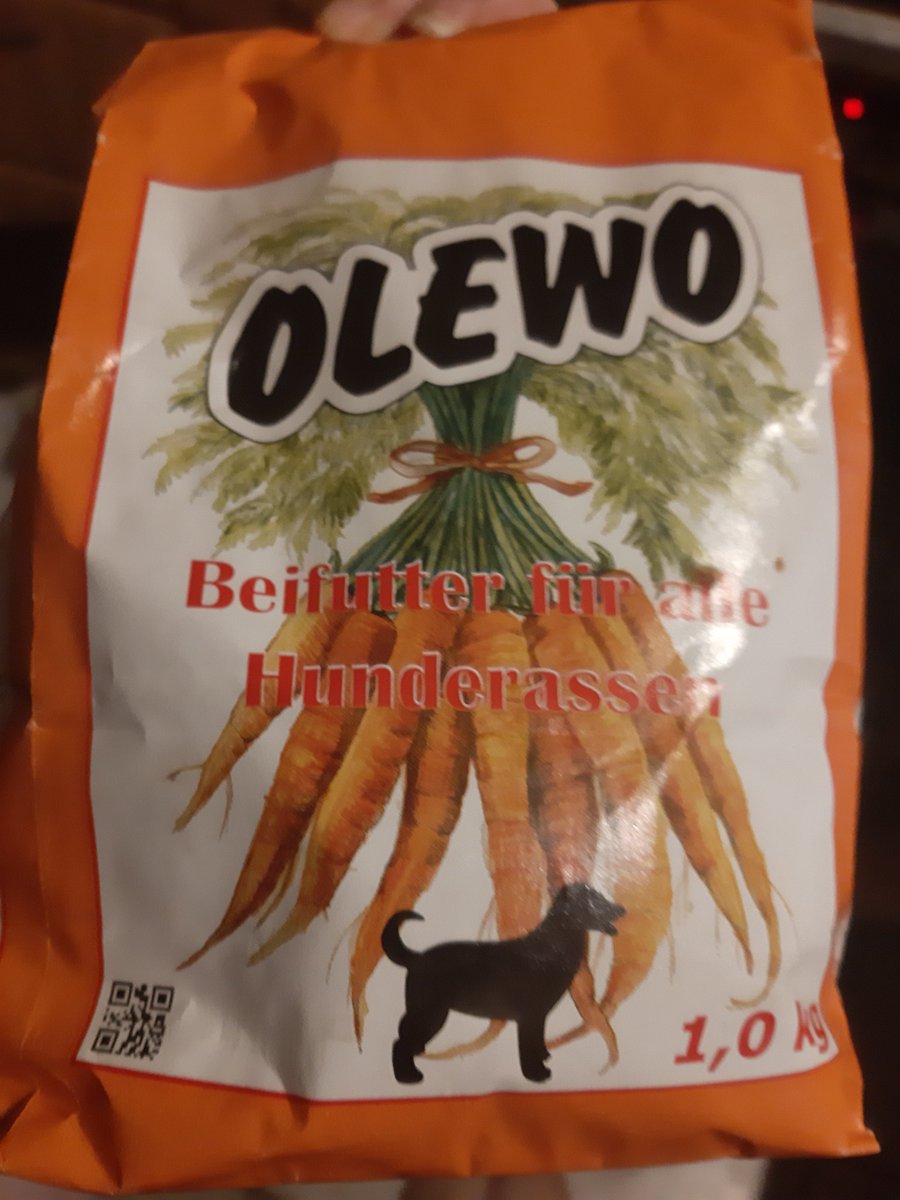 OLEWO
Beifutter für alle
Hunderassen
1,0 kg